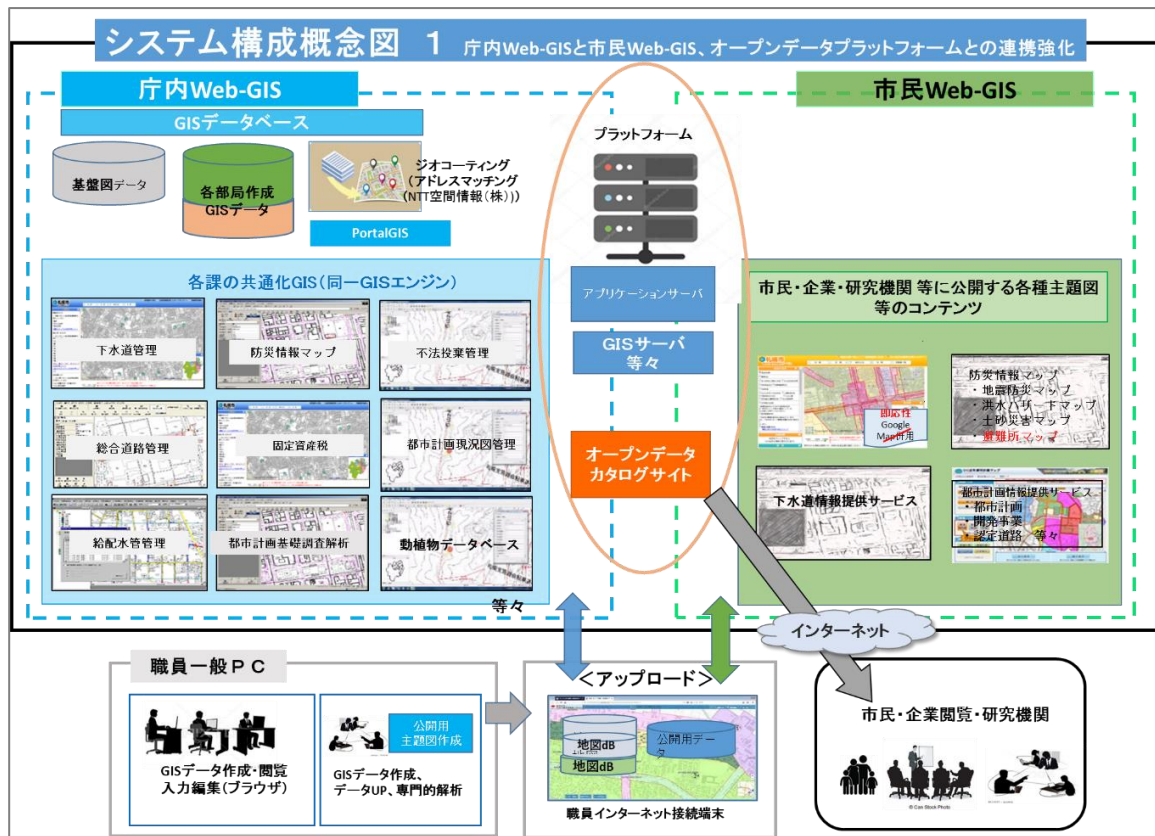 システム構成概念図 1 庁内Web-GISと市民Web-GIS、オープンデータプラットフォームとの連携強化
庁内Web-GIS
GISデータベース
基盤図データ
各部局作成
GISデータ
ジオコーティング
(アドレスマッチング
(NTT空間情報(株)))
PortalGIS
各課の共通化GIS(同一GISエンジン)
下水道管理
防災情報マップ
不法投棄管理
総合道路管理
固定資産税
都市計画現況図管理
給配水管管理
都市計画基礎調査解析
動植物データベース
等々
プラットフォーム
アプリケーションサーバ
GISサーバ
等々
オープンデータ
カタログサイト
市民Web-GIS
市民・企業・研究機関 等に公開する各種主題図
等のコンテンツ
即応性
Google
Map併用
防災情報マップ
・地震防災マップ
・洪水ハザードマップ
・土砂災害マップ
・避難所マップ
下水道情報提供サービス
都市計画情報提供サービス
・都市計画
・開発事業
・認定道路 等々
インターネット
職員一般PC
GISデータ作成・閲覧
入力編集(ブラウザ)
公開用
主題図作成
GISデータ作成、
データUP、専門的解析
<アップロード>
地図dB
地図dB
公開用データ
職員インターネット接続端末
市民・企業閲覧・研究機関
© Can Stock Photo